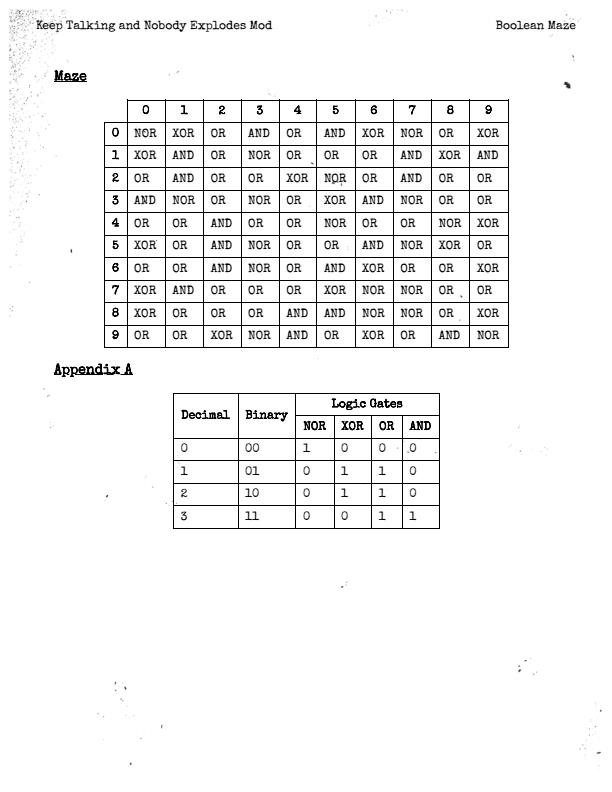 Keep Talking and Nobody Explodes Mod Boolean Maze
Maze
0 1 2 3 4 5 6 7 8 9
0 NOR XOR OR AND OR AND XOR NOR OR XOR
1 XOR AND OR NOR OR OR OR AND XOR AND
2 OR AND OR OR XOR NOR OR AND OR OR
3 AND NOR OR NOR OR XOR AND NOR OR OR
4 OR OR AND OR OR NOR OR OR NOR XOR
5 XOR OR AND NOR OR OR AND NOR XOR OR
6 OR OR AND NOR OR AND XOR OR OR XOR
7 XOR AND OR OR OR XOR NOR NOR OR OR
8 XOR OR OR OR AND AND NOR NOR OR XOR
9 OR OR XOR NOR AND OR XOR OR AND NOR
Appendix A
Decimal Binary Logic Gates
NOR XOR OR AND
0 00 1 0 0 0
1 01 0 1 1 0
2 10 0 1 1 0
3 11 0 0 1 1